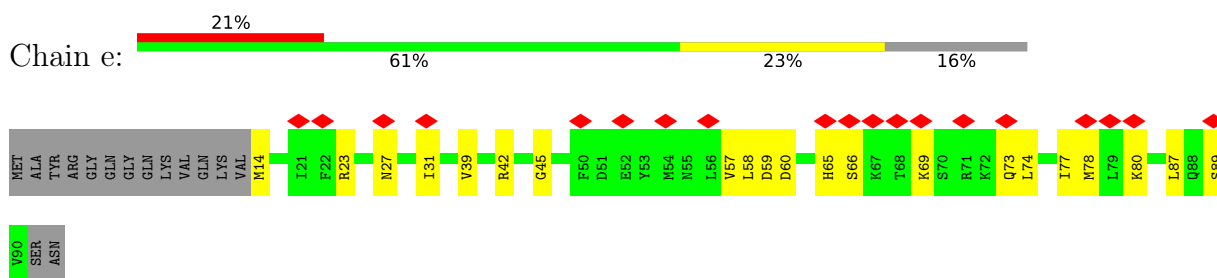 21%
Chain e:
61% 23% 16%
MET ALA TYR ARG GLY GLN GLY GLN LYS VAL GLN LYS VAL M14 I21 F22 R23 N27 I31 V39 R42 G45 F50 D51 E52 Y53 M54 N55 L56 V57 L58 D59 D60 H65 S66 K67 T68 K69 S70 R71 K72 Q73 L74 I77 M78 L79 K80 L87 Q88 S89
V90 SER ASN